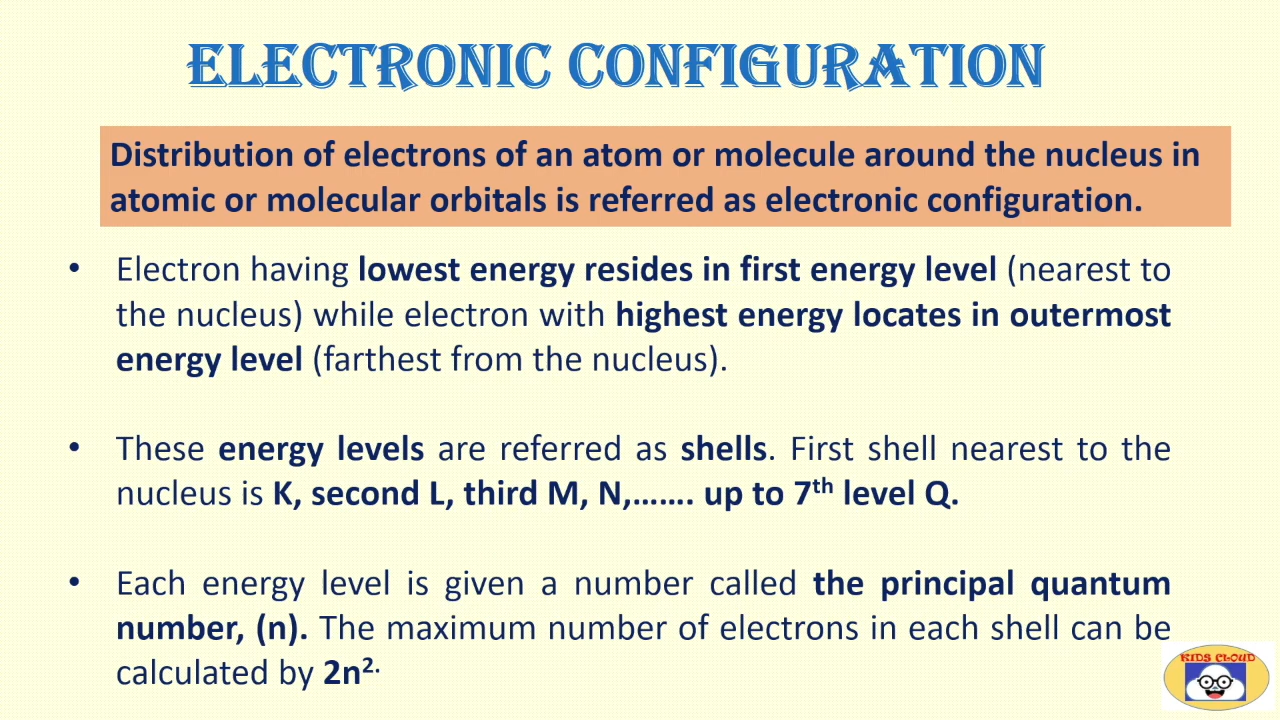 ELECTRONIC CONFIGURATION
Distribution of electrons of an atom or molecule around the nucleus in
atomic or molecular orbitals is referred as electronic configuration.
• Electron having lowest energy resides in first energy level (nearest to
the nucleus) while electron with highest energy locates in outermost
energy level (farthest from the nucleus).
• These energy levels are referred as shells. First shell nearest to the
nucleus is K, second L, third M, N,……. up to 7th level Q.
• Each energy level is given a number called the principal quantum
number, (n). The maximum number of electrons in each shell can be
calculated by 2n².
KIDS CLOUD